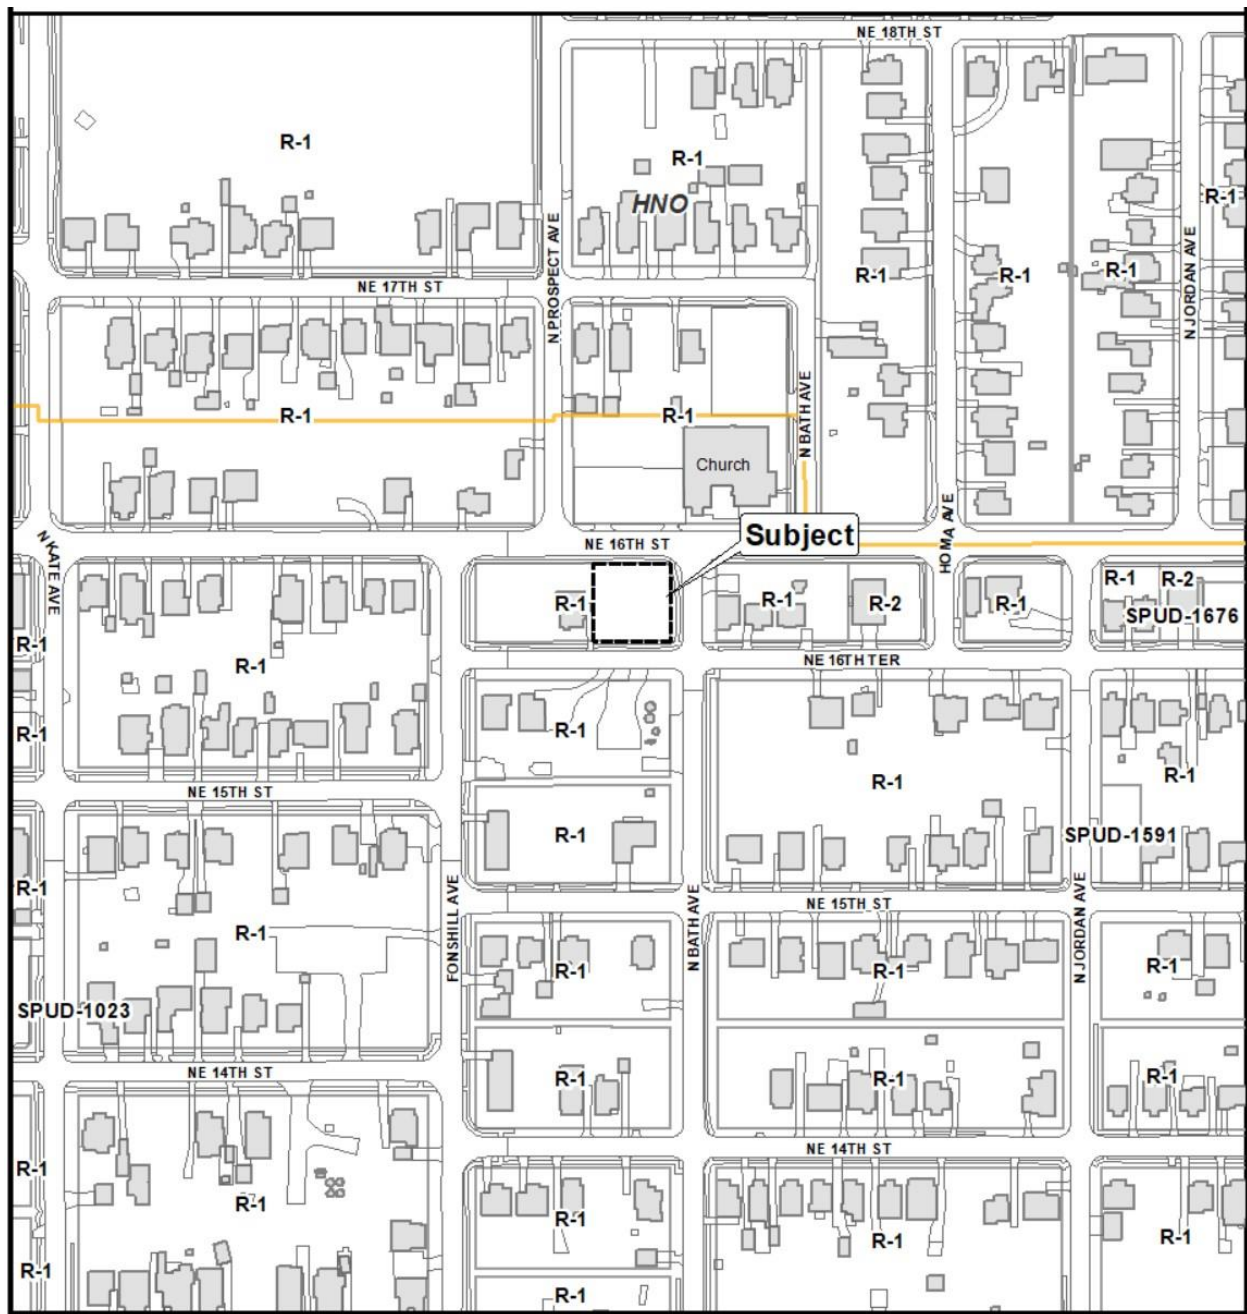 NE 18TH ST
R-1
R-1
HNO
R-1
N PROSPECT AVE
N JORDAN AVE
R-1
R-1
R-1
NE 17TH ST
N BATH AVE
R-1
R-1
Church
HOMA AVE
Subject
NE 16TH ST
N KATE AVE
R-1
R-1
R-2
R-1
R-1
R-2
SPUD-1676
R-1
R-1
NE 16TH TER
R-1
R-1
R-1
R-1
NE 15TH ST
R-1
SPUD-1591
R-1
FONSHILL AVE
NE 15TH ST
R-1
N BATH AVE
N JORDAN AVE
R-1
R-1
R-1
SPUD-1023
NE 14TH ST
R-1
R-1
R-1
NE 14TH ST
R-1
R-1
R-1
R-1
R-1
R-1
R-1